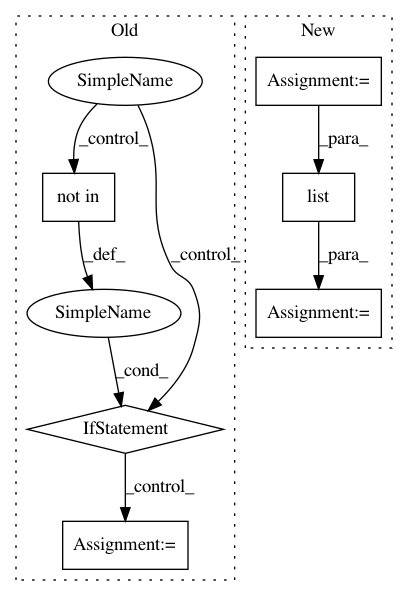 Old
New
SimpleName
Assignment:=
_control_
_para_
not in
_control_
list
_def_
_para_
SimpleName
Assignment:=
_cond_
IfStatement
_control_
Assignment:=